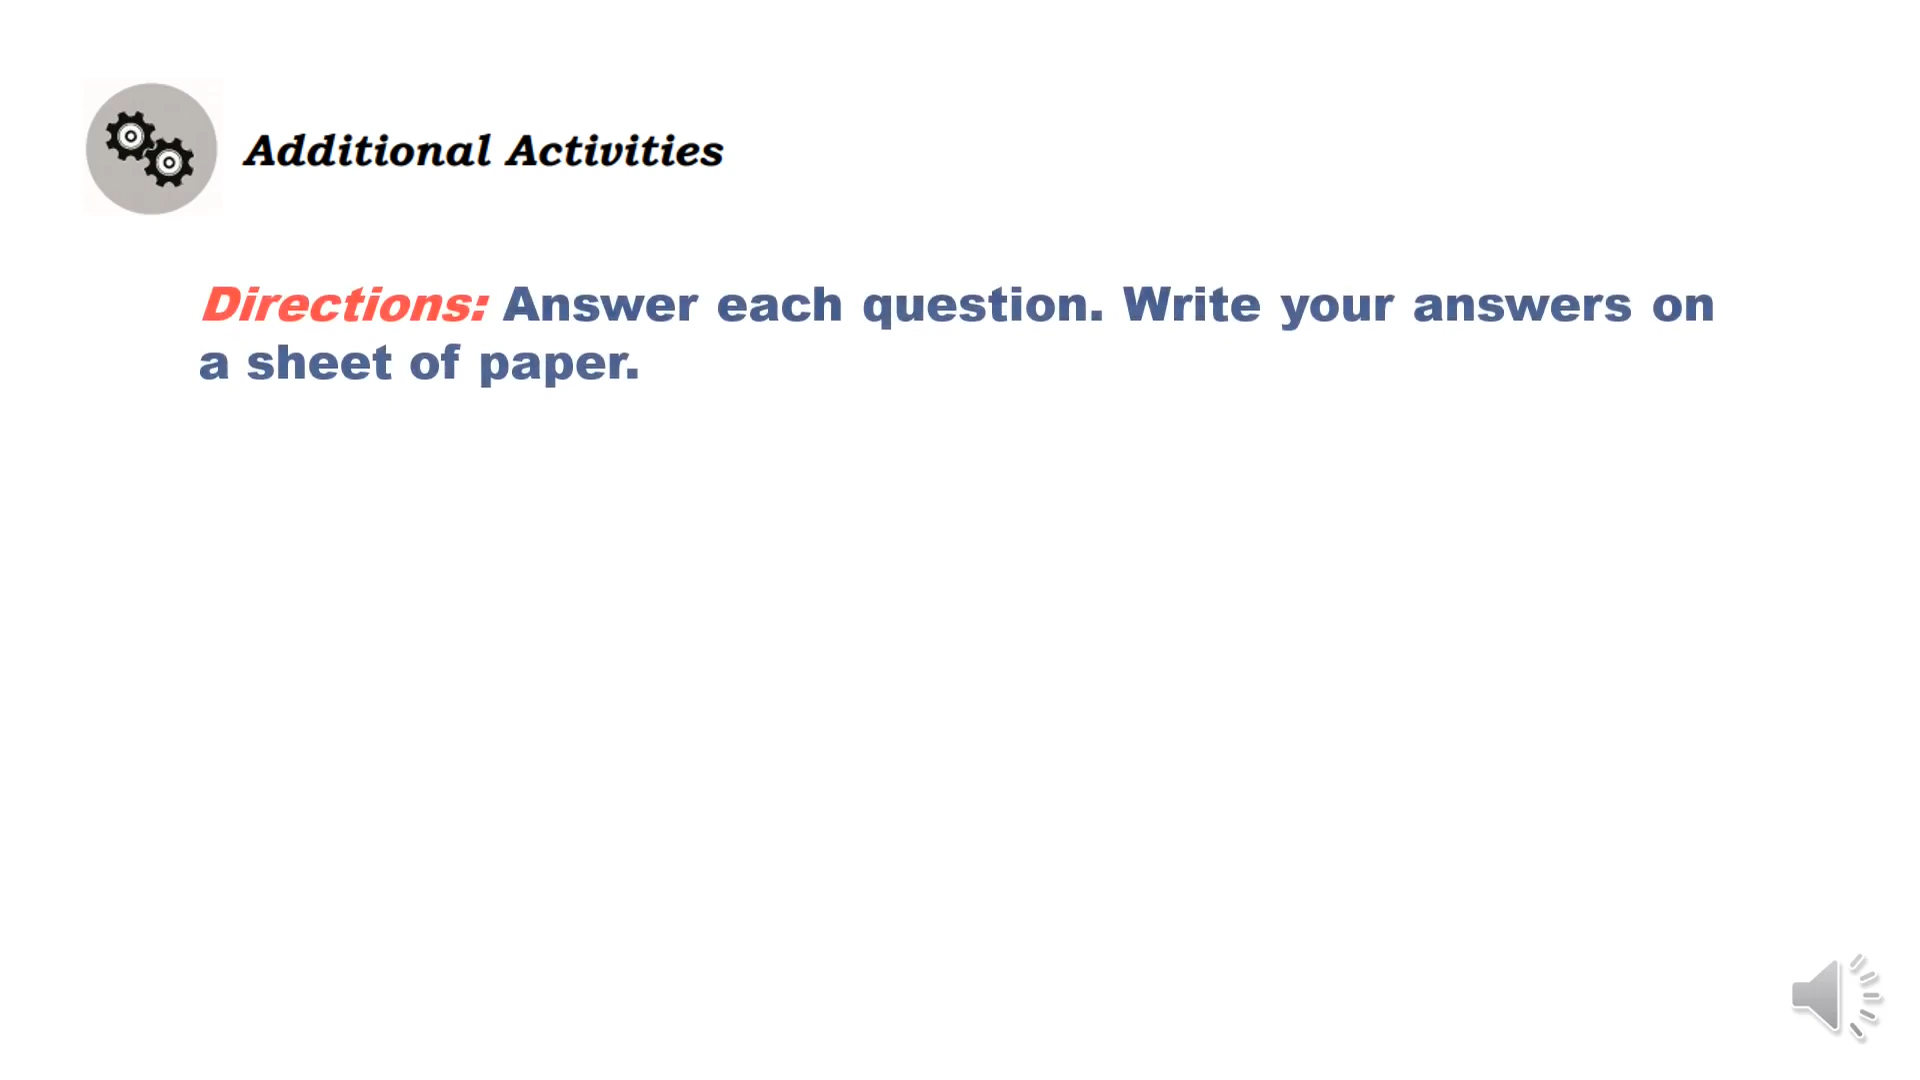 Additional Activities
Directions: Answer each question. Write your answers on
a sheet of paper.